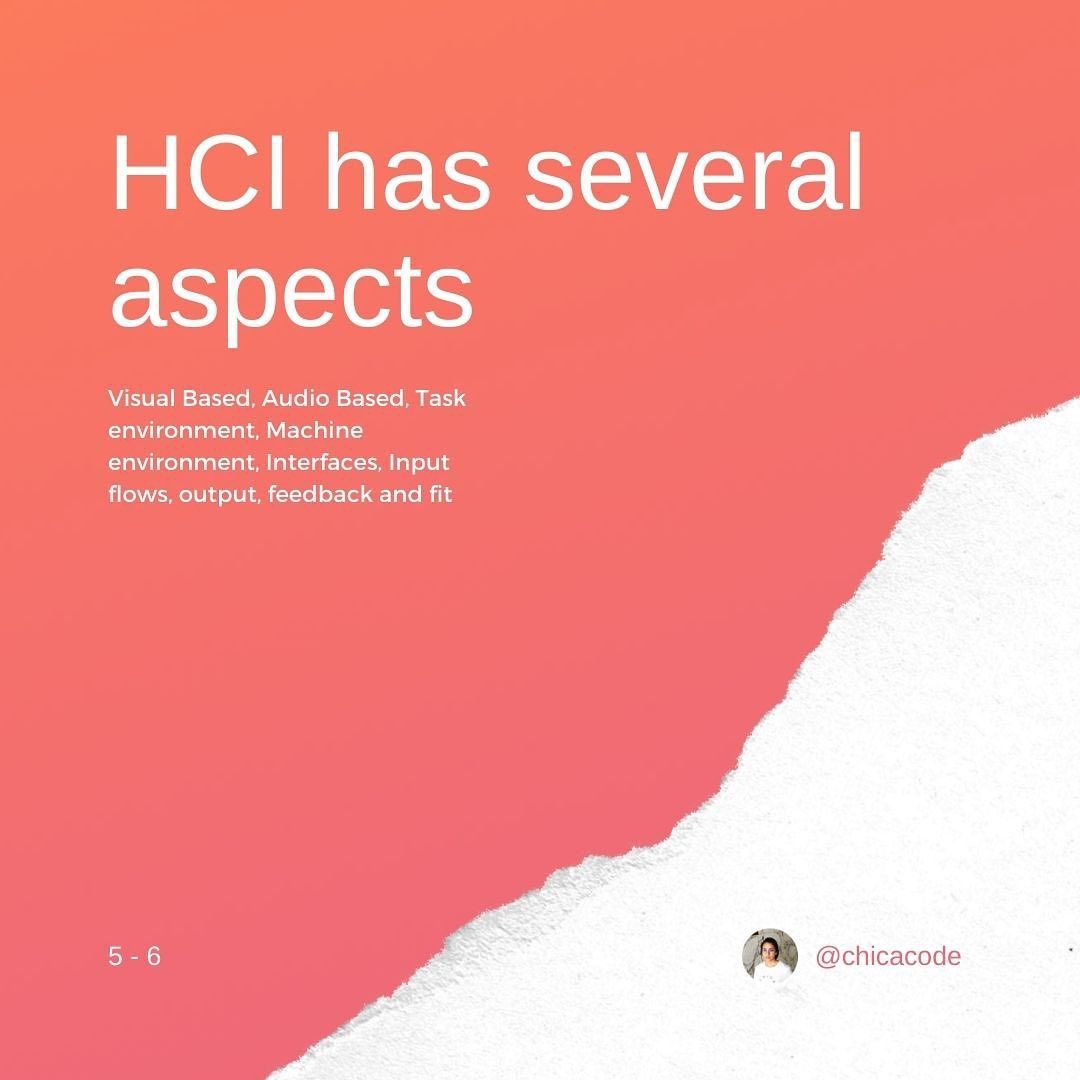 HCI has several
aspects
Visual Based, Audio Based, Task
environment, Machine
environment, Interfaces, Input
flows, output, feedback and fit
5 - 6
@chicacode